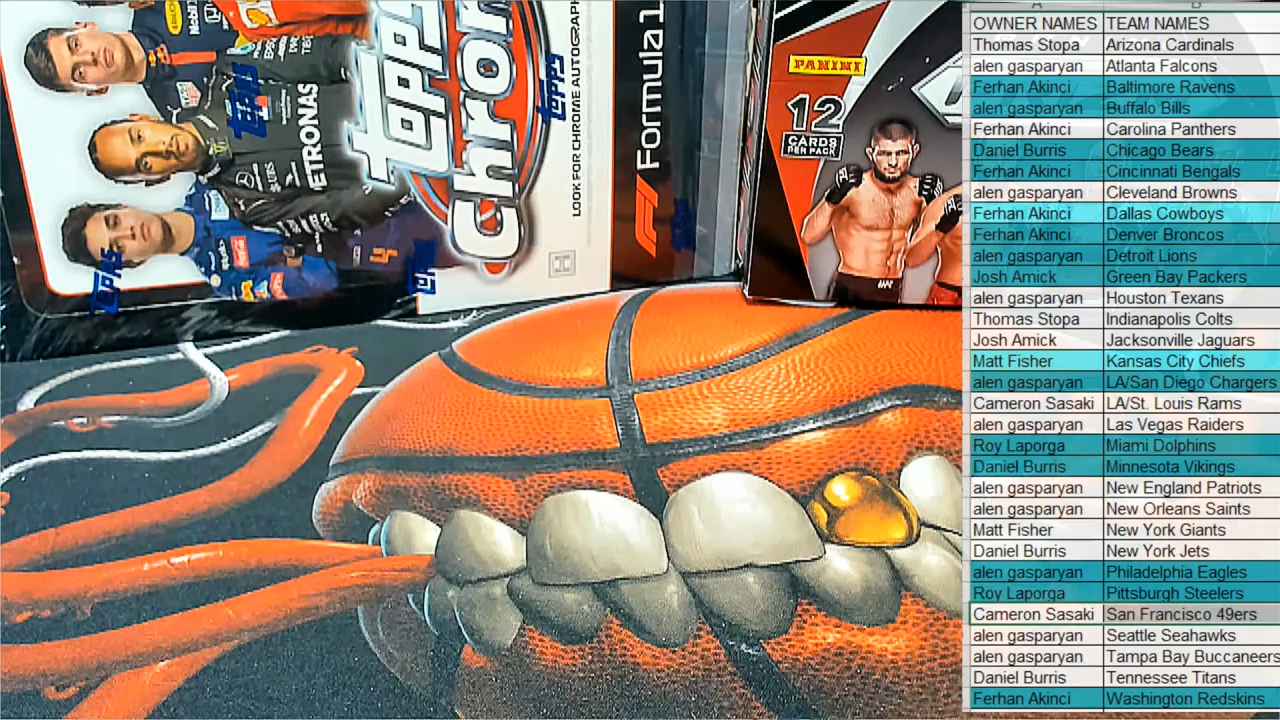 Mobil
PETRONAS
Topps
Chrom
LOOK FOR CHROME AUTOGRAPH
topps
topps
topps
F1
Formula 1
PANINI
12
CARDS
PER PACK
A B
OWNER NAMES TEAM NAMES
Thomas Stopa Arizona Cardinals
alen gasparyan Atlanta Falcons
Ferhan Akinci Baltimore Ravens
alen gasparyan Buffalo Bills
Ferhan Akinci Carolina Panthers
Daniel Burris Chicago Bears
Ferhan Akinci Cincinnati Bengals
alen gasparyan Cleveland Browns
Ferhan Akinci Dallas Cowboys
Ferhan Akinci Denver Broncos
alen gasparyan Detroit Lions
Josh Amick Green Bay Packers
alen gasparyan Houston Texans
Thomas Stopa Indianapolis Colts
Josh Amick Jacksonville Jaguars
Matt Fisher Kansas City Chiefs
alen gasparyan LA/San Diego Chargers
Cameron Sasaki LA/St. Louis Rams
alen gasparyan Las Vegas Raiders
Roy Laporga Miami Dolphins
Daniel Burris Minnesota Vikings
alen gasparyan New England Patriots
alen gasparyan New Orleans Saints
Matt Fisher New York Giants
Daniel Burris New York Jets
alen gasparyan Philadelphia Eagles
Roy Laporga Pittsburgh Steelers
Cameron Sasaki San Francisco 49ers
alen gasparyan Seattle Seahawks
alen gasparyan Tampa Bay Buccaneers
Daniel Burris Tennessee Titans
Ferhan Akinci Washington Redskins